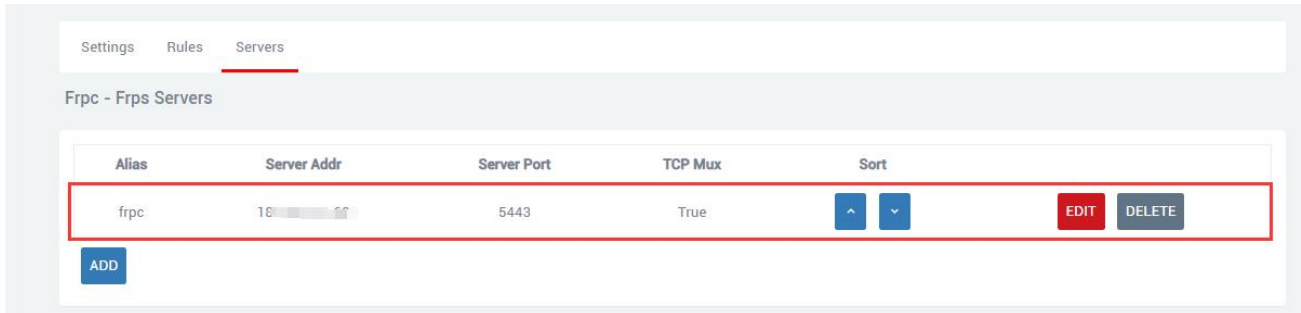 Settings Rules Servers
Frpc - Frps Servers
Alias Server Addr Server Port TCP Mux Sort
frpc 5443 True EDIT DELETE
ADD